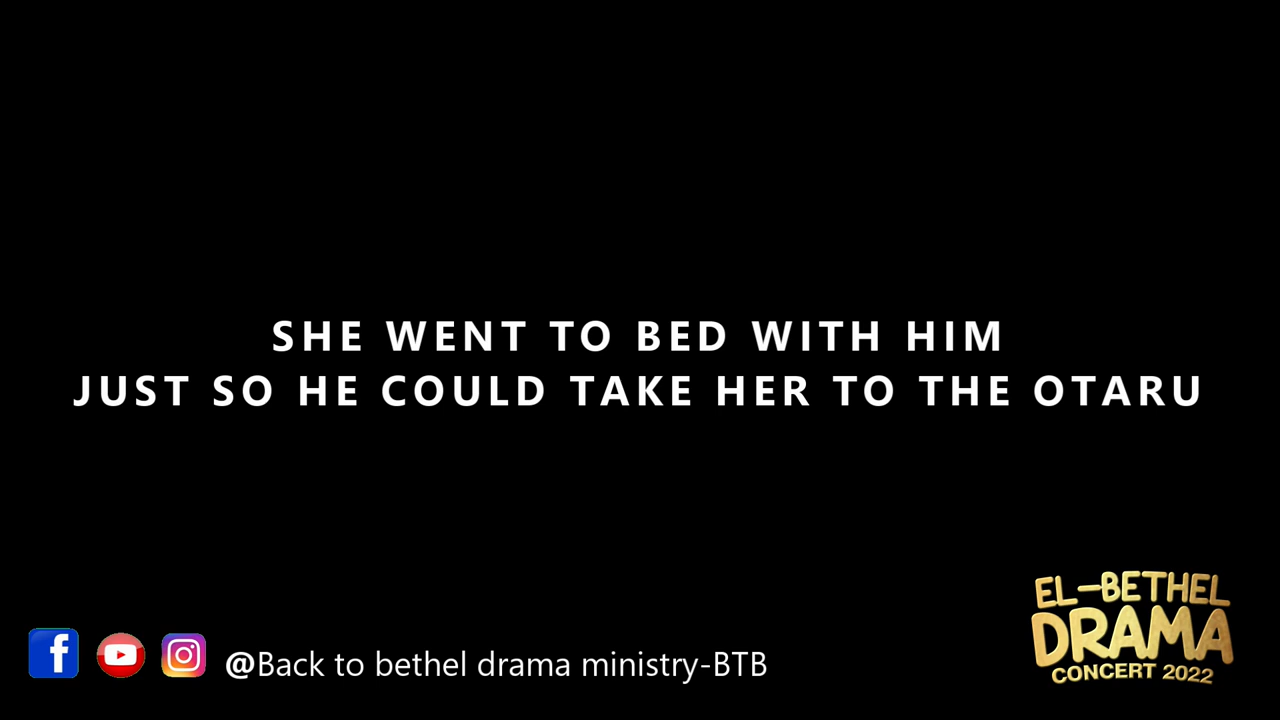 SHE WENT TO BED WITH HIM
JUST SO HE COULD TAKE HER TO THE OTARU
@Back to bethel drama ministry-BTB
EL-BETHEL
DRAMA
CONCERT 2022